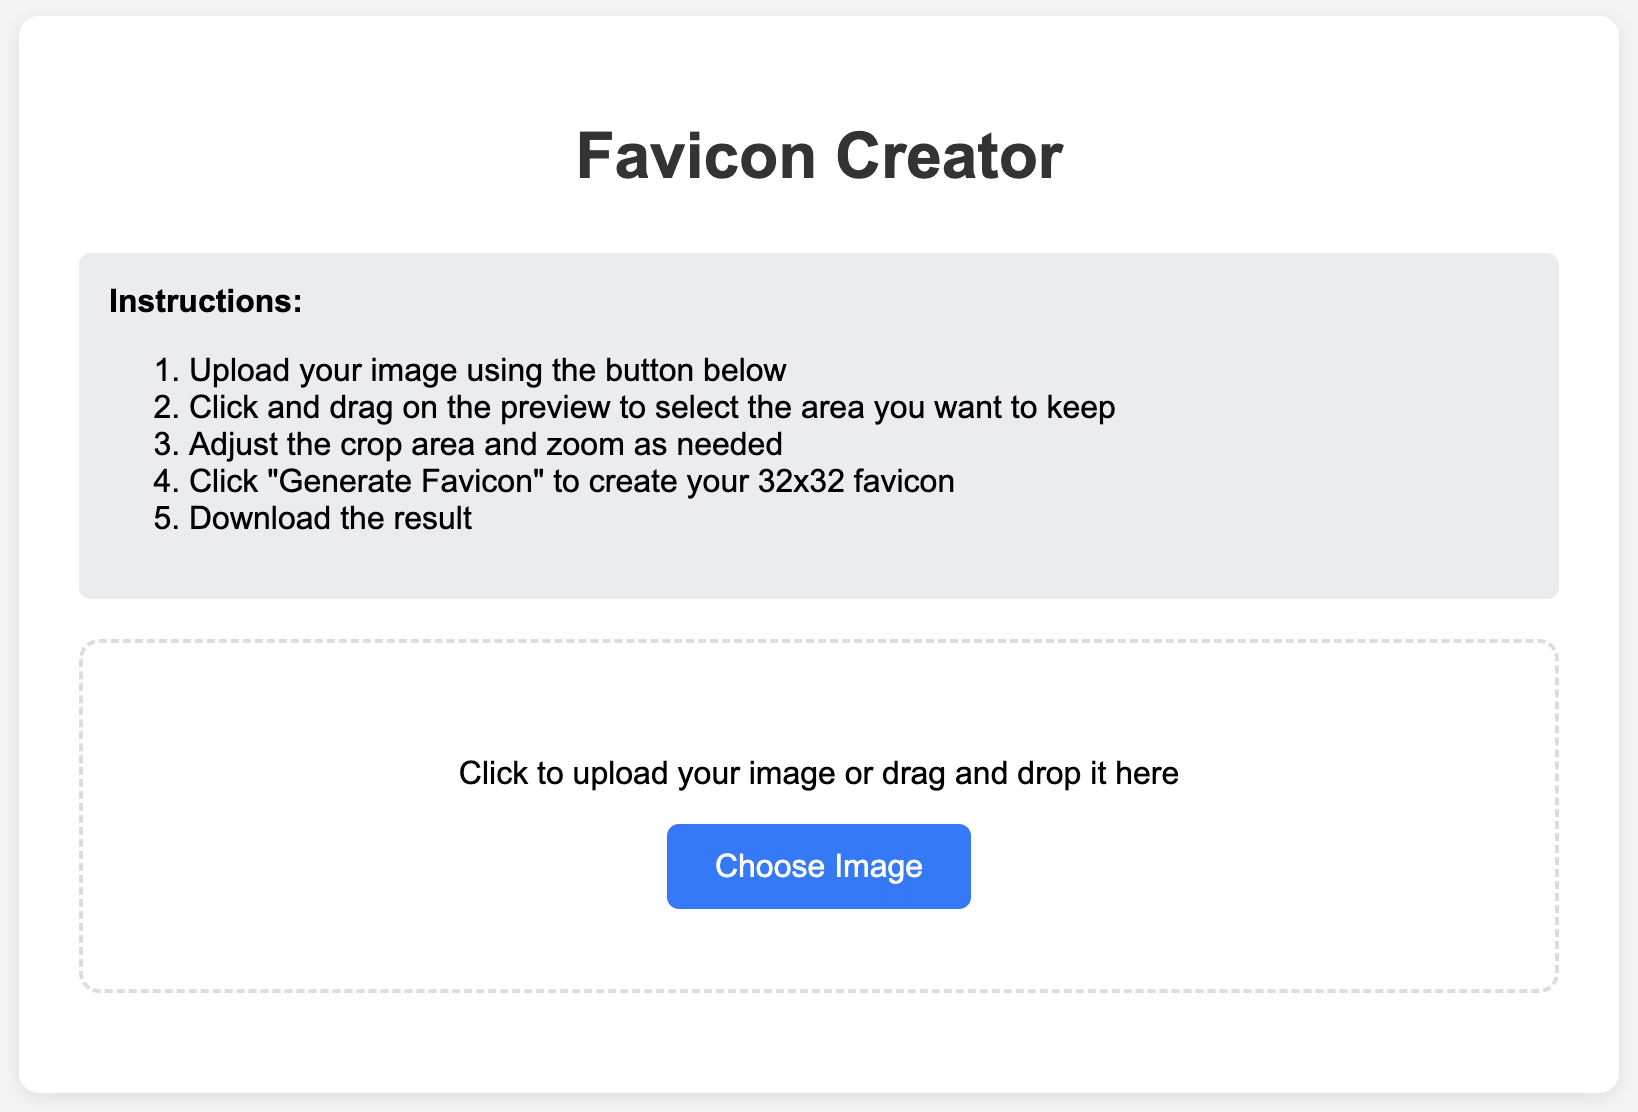 Favicon Creator
Instructions:
1. Upload your image using the button below
2. Click and drag on the preview to select the area you want to keep
3. Adjust the crop area and zoom as needed
4. Click "Generate Favicon" to create your 32x32 favicon
5. Download the result
Click to upload your image or drag and drop it here
Choose Image